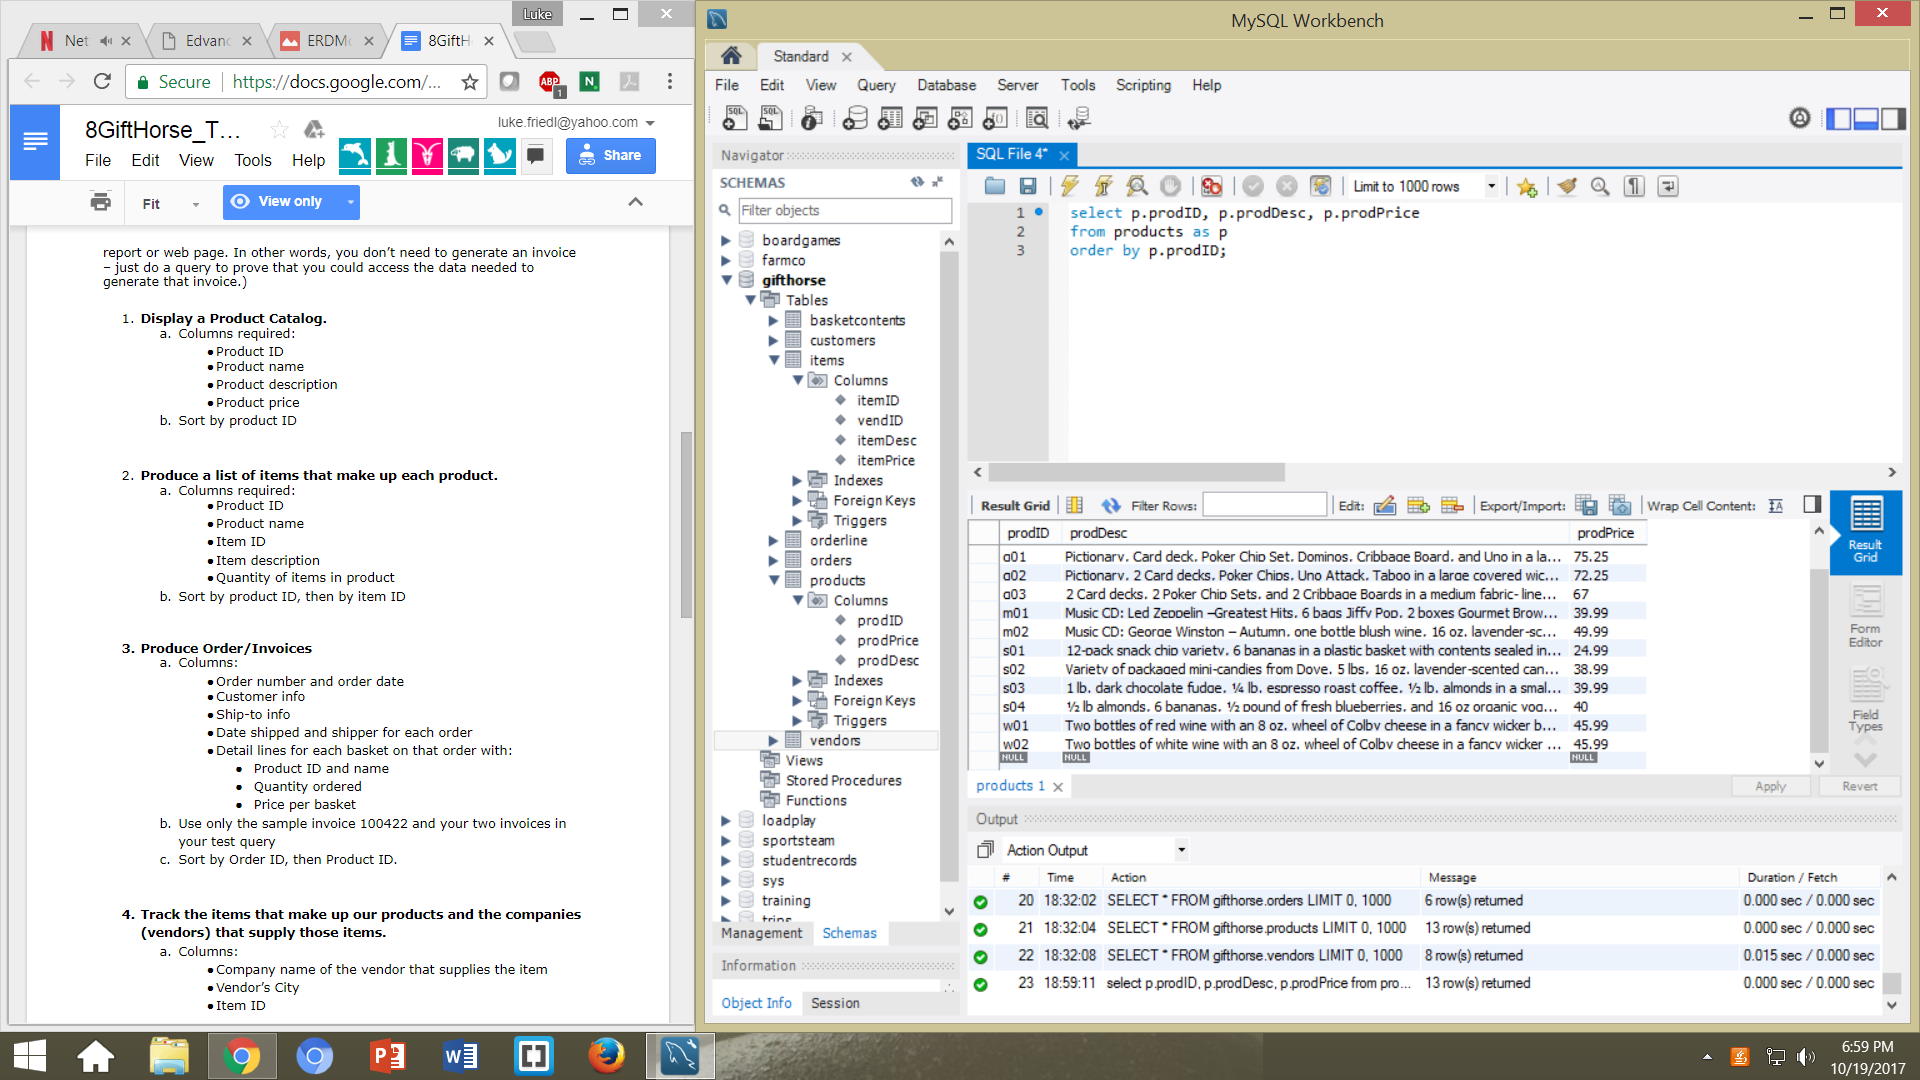 Luke
Net
Edvanc
ERDMo
8GiftH
Secure
https://docs.google.com/...
ABP
1
N
8GiftHorse_T...
luke.friedl@yahoo.com
File Edit View Tools Help
Share
Fit
View only
report or web page. In other words, you don't need to generate an invoice
– just do a query to prove that you could access the data needed to
generate that invoice.)
1. Display a Product Catalog.
a. Columns required:
• Product ID
• Product name
• Product description
• Product price
b. Sort by product ID
2. Produce a list of items that make up each product.
a. Columns required:
• Product ID
• Product name
• Item ID
• Item description
• Quantity of items in product
b. Sort by product ID, then by item ID
3. Produce Order/Invoices
a. Columns:
• Order number and order date
• Customer info
• Ship-to info
• Date shipped and shipper for each order
• Detail lines for each basket on that order with:
• Product ID and name
• Quantity ordered
• Price per basket
b. Use only the sample invoice 100422 and your two invoices in
your test query
c. Sort by Order ID, then Product ID.
4. Track the items that make up our products and the companies
(vendors) that supply those items.
a. Columns:
• Company name of the vendor that supplies the item
• Vendor's City
• Item ID
MySQL Workbench
Standard
File Edit View Query Database Server Tools Scripting Help
Navigator
SCHEMAS
Filter objects
boardgames
farmco
gifthorse
Tables
basketcontents
customers
items
Columns
itemID
vendID
itemDesc
itemPrice
Indexes
Foreign Keys
Triggers
orderline
orders
products
Columns
prodID
prodPrice
prodDesc
Indexes
Foreign Keys
Triggers
vendors
Views
Stored Procedures
Functions
loadplay
sportsteam
studentrecords
sys
training
trips
Management Schemas
Information
Object Info Session
SQL File 4*
Limit to 1000 rows
1 select p.prodID, p.prodDesc, p.prodPrice
2 from products as p
3 order by p.prodID;
Result Grid Filter Rows: Edit: Export/Import: Wrap Cell Content:
prodID prodDesc prodPrice
g01 Pictionary, Card deck, Poker Chip Set, Dominos, Cribbage Board, and Uno in a la... 75.25
g02 Pictionary, 2 Card decks, Poker Chips, Uno Attack, Taboo in a large covered wic... 72.25
g03 2 Card decks, 2 Poker Chip Sets, and 2 Cribbage Boards in a medium fabric- line... 67
m01 Music CD: Led Zeppelin –Greatest Hits, 6 bags Jiffy Pop, 2 boxes Gourmet Brow... 39.99
m02 Music CD: George Winston – Autumn, one bottle blush wine, 16 oz. lavender-sc... 49.99
s01 12-pack snack chip variety, 6 bananas in a plastic basket with contents sealed in... 24.99
s02 Variety of packaged mini-candies from Dove, 5 lbs, 16 oz. lavender-scented can... 38.99
s03 1 lb. dark chocolate fudge, ¼ lb. espresso roast coffee, ½ lb. almonds in a smal... 39.99
s04 ½ lb almonds, 6 bananas, ½ pound of fresh blueberries, and 16 oz organic yog... 40
w01 Two bottles of red wine with an 8 oz. wheel of Colby cheese in a fancy wicker b... 45.99
w02 Two bottles of white wine with an 8 oz. wheel of Colby cheese in a fancy wicker ... 45.99
NULL NULL NULL
Result
Grid
Form
Editor
Field
Types
products 1
Apply Revert
Output
Action Output
# Time Action Message Duration / Fetch
20 18:32:02 SELECT * FROM gifthorse.orders LIMIT 0, 1000 6 row(s) returned 0.000 sec / 0.000 sec
21 18:32:04 SELECT * FROM gifthorse.products LIMIT 0, 1000 13 row(s) returned 0.000 sec / 0.000 sec
22 18:32:08 SELECT * FROM gifthorse.vendors LIMIT 0, 1000 8 row(s) returned 0.015 sec / 0.000 sec
23 18:59:11 select p.prodID, p.prodDesc, p.prodPrice from pro... 13 row(s) returned 0.000 sec / 0.000 sec
6:59 PM
10/19/2017